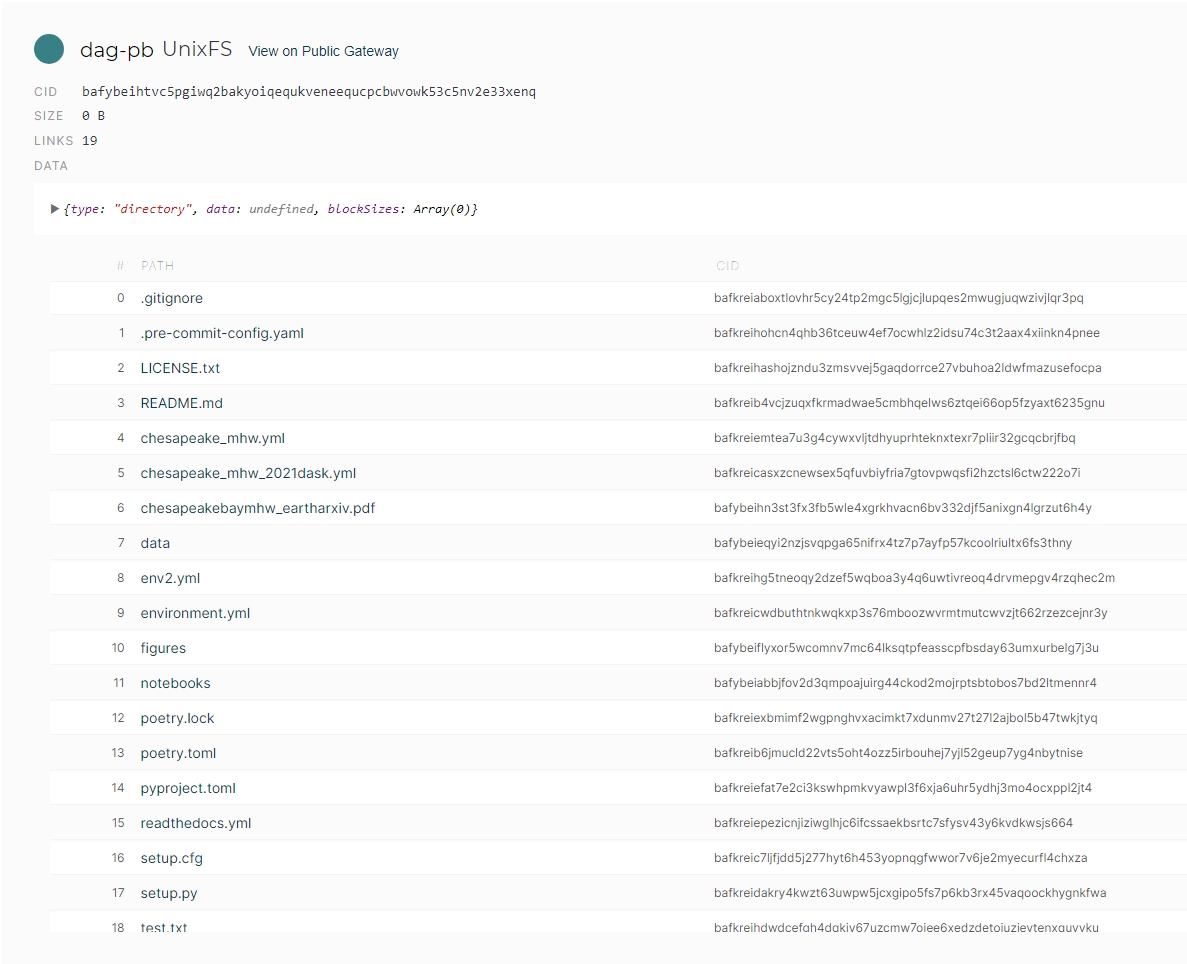 dag-pb UnixFS View on Public Gateway
CID bafybeihtvc5pgiwq2bakyoiqequkveneequcpcbwvowk53c5nv2e33xenq
SIZE 0 B
LINKS 19
DATA
{type: "directory", data: undefined, blockSizes: Array(0)}
# PATH CID
0 .gitignore bafkreiaboxtlovhr5cy24tp2mgc5lgjcjlupqes2mwugjuqwzivjlqr3pq
1 .pre-commit-config.yaml bafkreihohcn4qhb36tceuw4ef7ocwhlz2idsu74c3t2aax4xiinkn4pnee
2 LICENSE.txt bafkreihashojzndu3zmsvvej5gaqdorrce27vbuhoa2ldwfmazusefocpa
3 README.md bafkreib4vcjzuqxfkrmadwae5cmbhqelws6ztqei66op5fzyaxt6235gnu
4 chesapeake_mhw.yml bafkreiemtea7u3g4cywxvljtdhyuprhteknxtexr7pliir32gcqcbrjfbq
5 chesapeake_mhw_2021dask.yml bafkreicasxzcnewsex5qfuvbiyfria7gtovpwqsfi2hzctsl6ctw222o7i
6 chesapeakebaymhw_eartharxiv.pdf bafybeihn3st3fx3fb5wle4xgrkhvacn6bv332djf5anixgn4lgrzut6h4y
7 data bafybeieqyi2nzjsvqpga65nifrx4tz7p7ayfp57kcoolriultx6fs3thny
8 env2.yml bafkreihg5tneoqy2dzef5wqboa3y4q6uwtivreoq4drvmepgv4rzqhec2m
9 environment.yml bafkreicwdbuthtnkwqkxp3s76mboozwvrmtmutcwvzjt662rzezcejnr3y
10 figures bafybeiflyxor5wcomnv7mc64lksqtpfeasscpfbsday63umxurbelg7j3u
11 notebooks bafybeiabbjfov2d3qmpoajuirg44ckod2mojrptsbtobos7bd2ltmennr4
12 poetry.lock bafkreiexbmimf2wgpnghvxacimkt7xdunmv27t27l2ajbol5b47twkjtyq
13 poetry.toml bafkreib6jmucld22vts5oht4ozz5irbouhej7yjl52geup7yg4nbytnise
14 pyproject.toml bafkreiefat7e2ci3kswhpmkvyawpl3f6xja6uhr5ydhj3mo4ocxppl2jt4
15 readthedocs.yml bafkreiepezicnjiziwglhjc6ifcssaekbsrtc7sfysv43y6kvdkwsjs664
16 setup.cfg bafkreic7ljfjdd5j277hyt6h453yopnqgfwwor7v6je2myecurfl4chxza
17 setup.py bafkreidakry4kwzt63uwpw5jcxgipo5fs7p6kb3rx45vaqoockhygnkfwa
18 test.txt